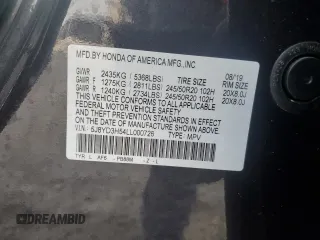 MFD.BY HONDA OF AMERICA MFG.,INC. 08/19
GVWR 2435KG(5368LBS) TIRE SIZE RIM SIZE
GAWR F 1275KG(2811LBS) 245/50R20 102H 20X8.0J
GAWR R 1240KG(2734LBS) 245/50R20 102H 20X8.0J
THIS VEHICLE CONFORMS TO ALL APPLICABLE
FEDERAL MOTOR VEHICLE SAFETY AND
THEFT PREVENTION STANDARDS IN EFFECT
ON THE DATE OF MANUFACTURE SHOWN ABOVE.
V.I.N.: 5J8YD3H54LL000726 TYPE: MPV